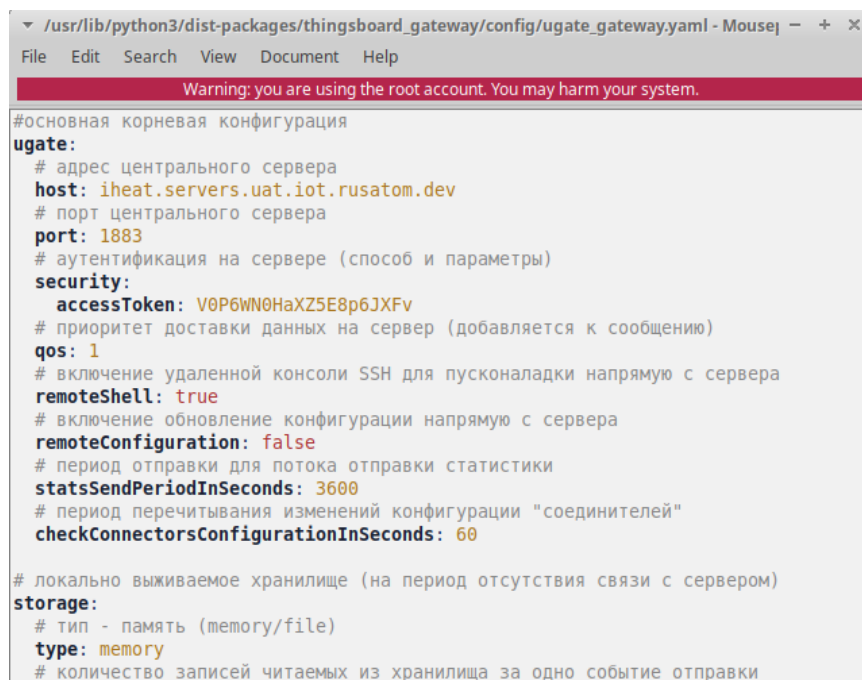 /usr/lib/python3/dist-packages/thingsboard_gateway/config/ugate_gateway.yaml - Mousep
File Edit Search View Document Help
Warning: you are using the root account. You may harm your system.
#основная корневая конфигурация
ugate:
# адрес центрального сервера
host: iheat.servers.uat.iot.rusatom.dev
# порт центрального сервера
port: 1883
# аутентификация на сервере (способ и параметры)
security:
accessToken: V0P6WN0HaXZ5E8p6JXFv
# приоритет доставки данных на сервер (добавляется к сообщению)
qos: 1
# включение удаленной консоли SSH для пусконаладки напрямую с сервера
remoteShell: true
# включение обновление конфигурации напрямую с сервера
remoteConfiguration: false
# период отправки для потока отправки статистики
statsSendPeriodInSeconds: 3600
# период перечитывания изменений конфигурации "соединителей"
checkConnectorsConfigurationInSeconds: 60
# локально выживаемое хранилище (на период отсутствия связи с сервером)
storage:
# тип - память (memory/file)
type: memory
# количество записей читаемых из хранилища за одно событие отправки